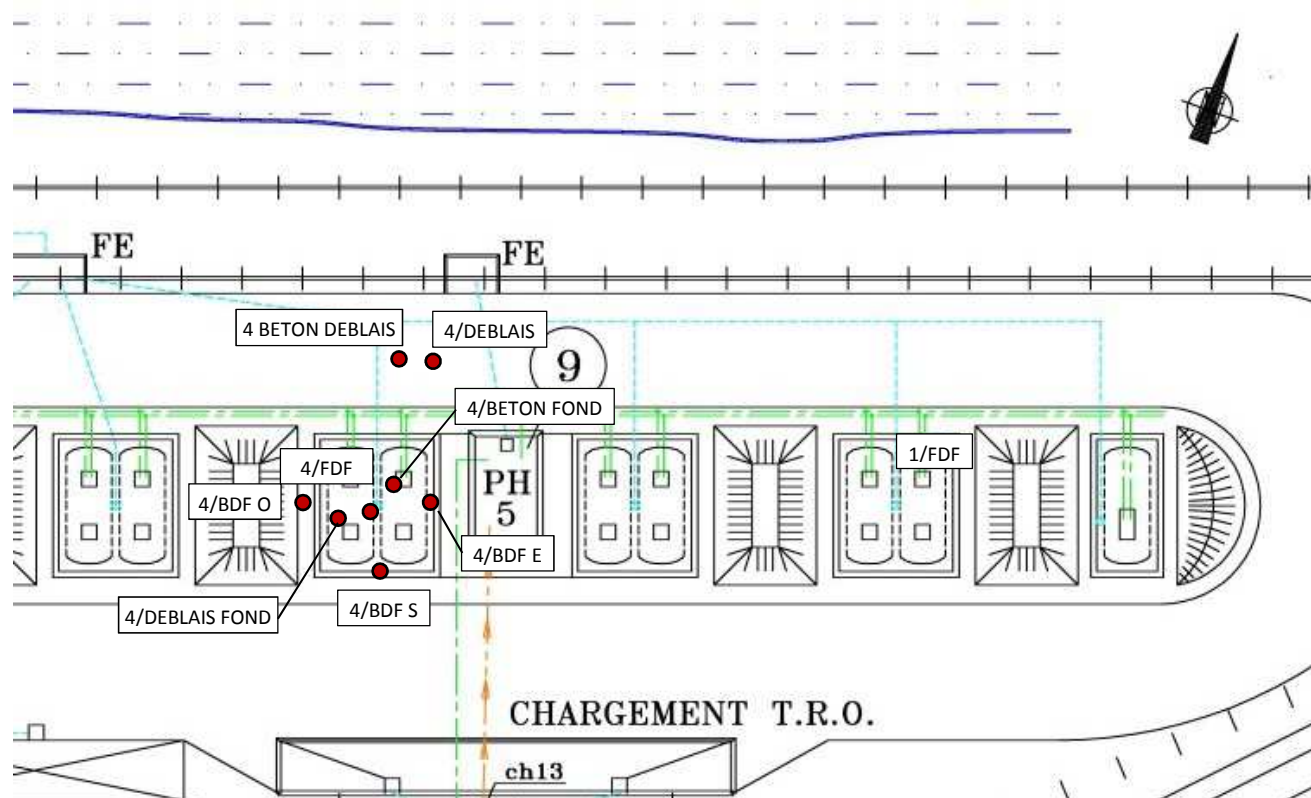 FE
FE
4 BETON DEBLAIS
4/DEBLAIS
9
4/BETON FOND
4/FDF
1/FDF
PH
5
4/BDF O
4/BDF E
4/DEBLAIS FOND
4/BDF S
CHARGEMENT T.R.O.
ch13